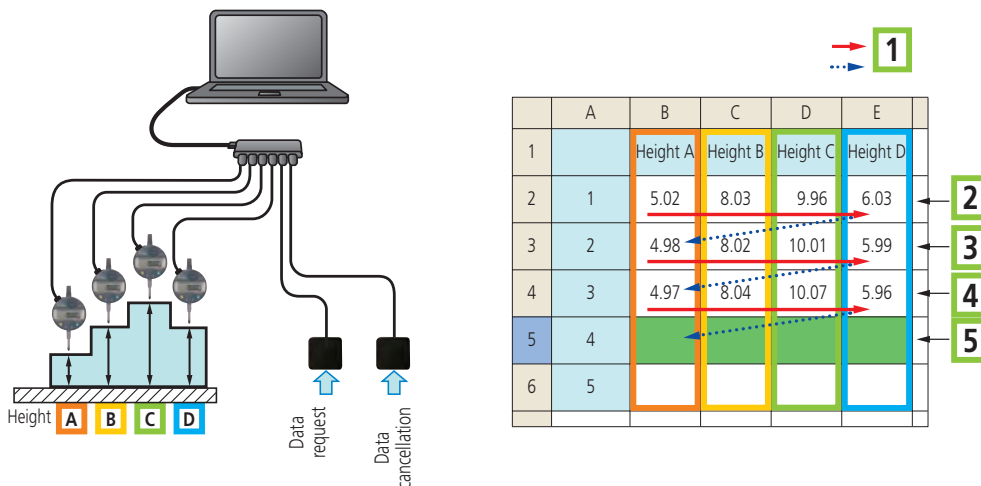 Height A B C D
Data
request
Data
cancellation
1
A B C D E
1 Height A Height B Height C Height D
2 1 5.02 8.03 9.96 6.03 2
3 2 4.98 8.02 10.01 5.99 3
4 3 4.97 8.04 10.07 5.96 4
5 4 5
6 5